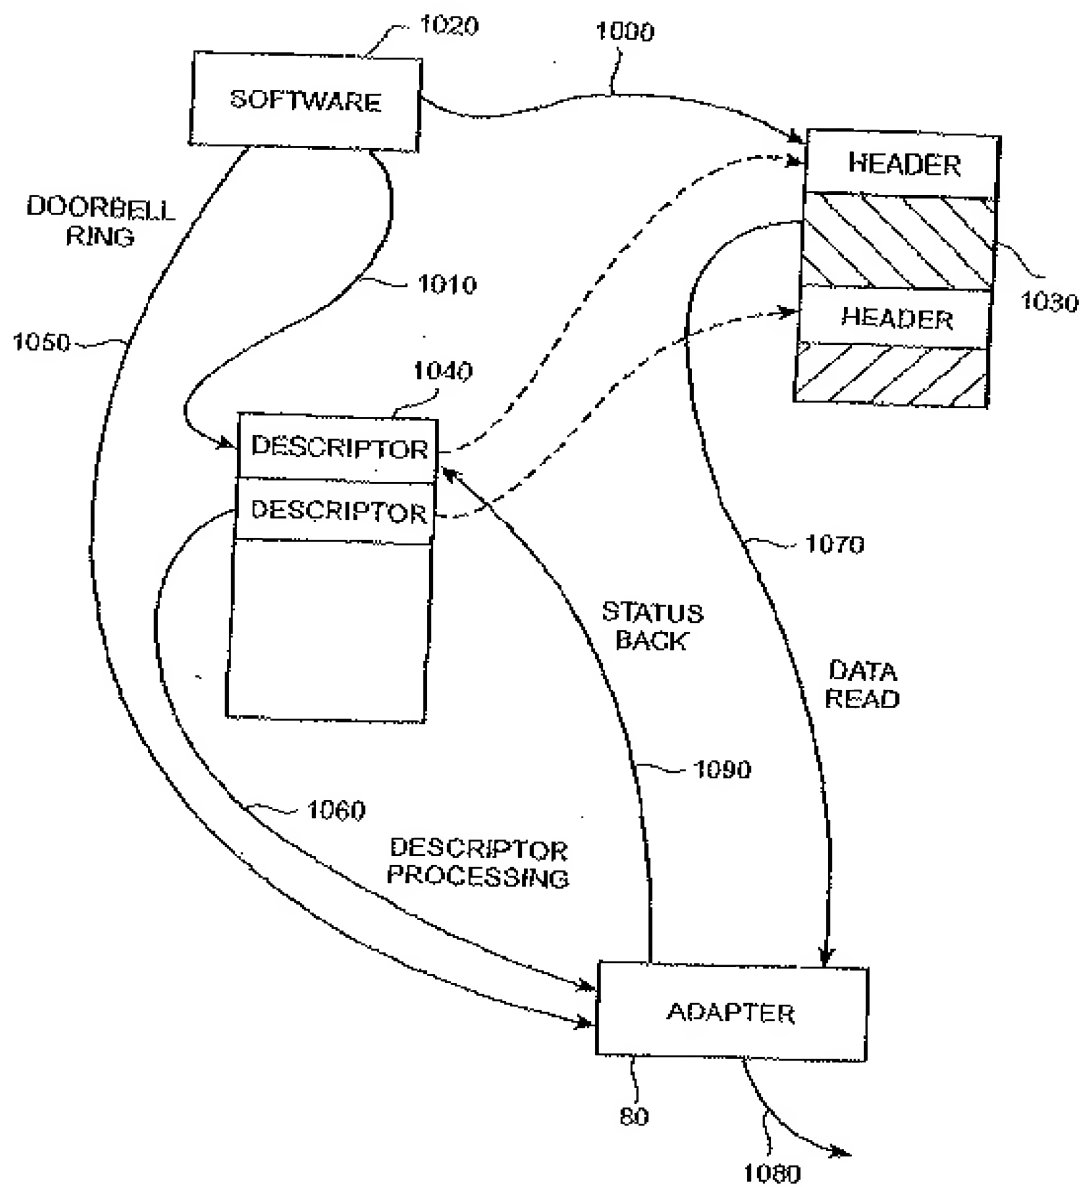 1020
1000
SOFTWARE
HEADER
DOORBELL
RING
1010
1030
HEADER
1050
1040
DESCRIPTOR
DESCRIPTOR
1070
STATUS
BACK
DATA
READ
1090
1060
DESCRIPTOR
PROCESSING
ADAPTER
80
1080